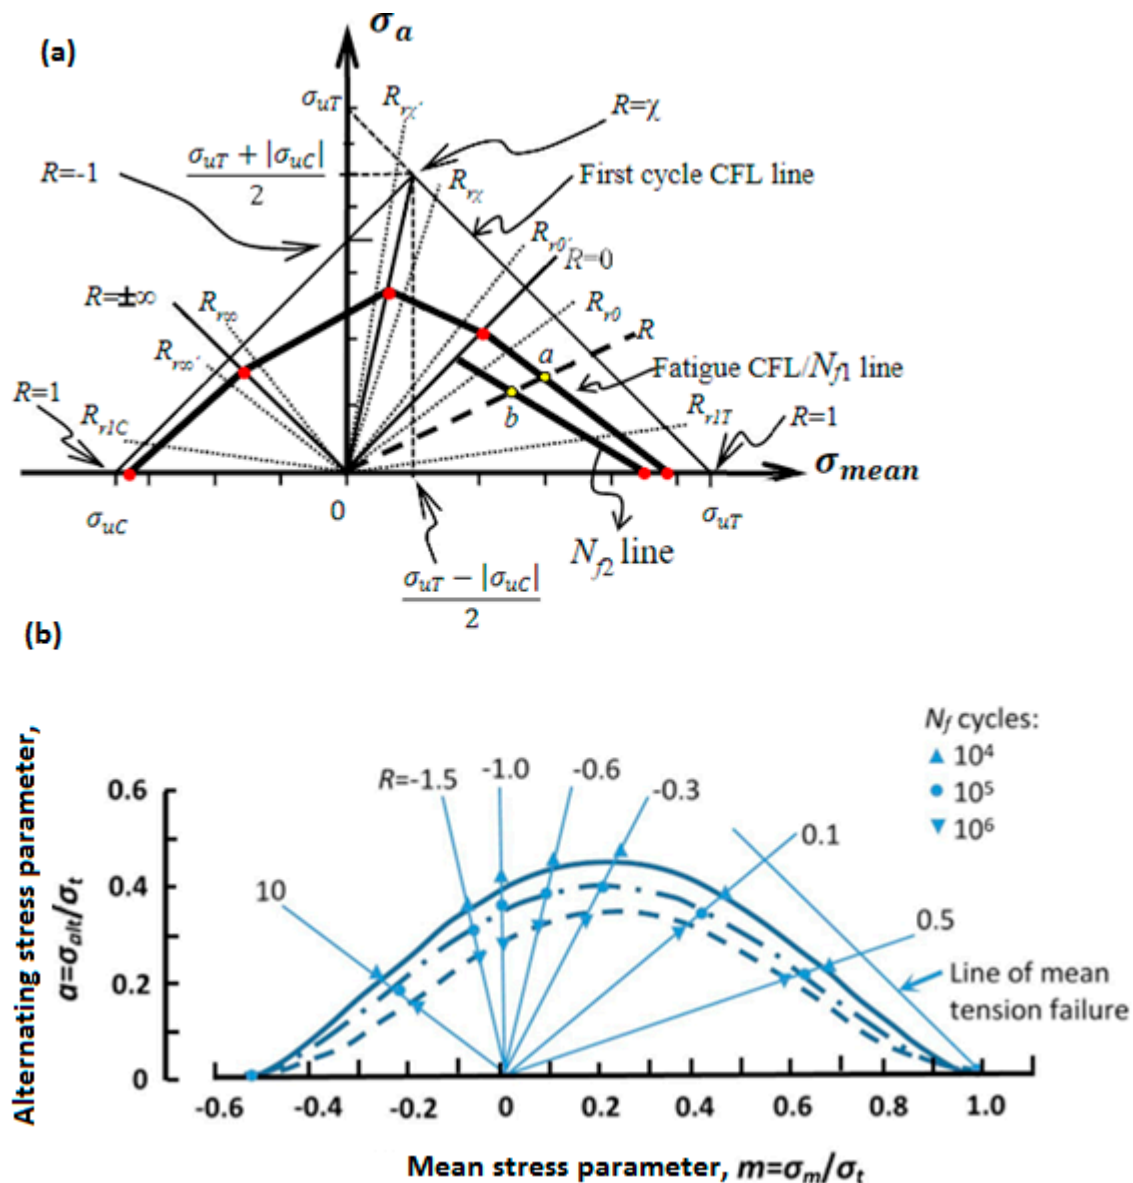 (a)
σa
σuT
Rrχ′
R=χ
σuT + |σuC|
2
R=-1
Rrχ
First cycle CFL line
Rr0′
R=0
R=±∞
Rr∞
Rr0
R
Rr∞′
a
Fatigue CFL/Nf1 line
R=1
Rr1C
b
Rr1T
R=1
σmean
σuC
0
σuT
Nf2 line
σuT − |σuC|
2
(b)
Nf cycles:
10⁴
10⁵
10⁶
R=-1.5
-1.0
-0.6
-0.3
0.1
0.5
10
Line of mean
tension failure
0.6
0.4
0.2
0
Alternating stress parameter,
a=σalt/σt
-0.6
-0.4
-0.2
0
0.2
0.4
0.6
0.8
1.0
Mean stress parameter, m=σm/σt